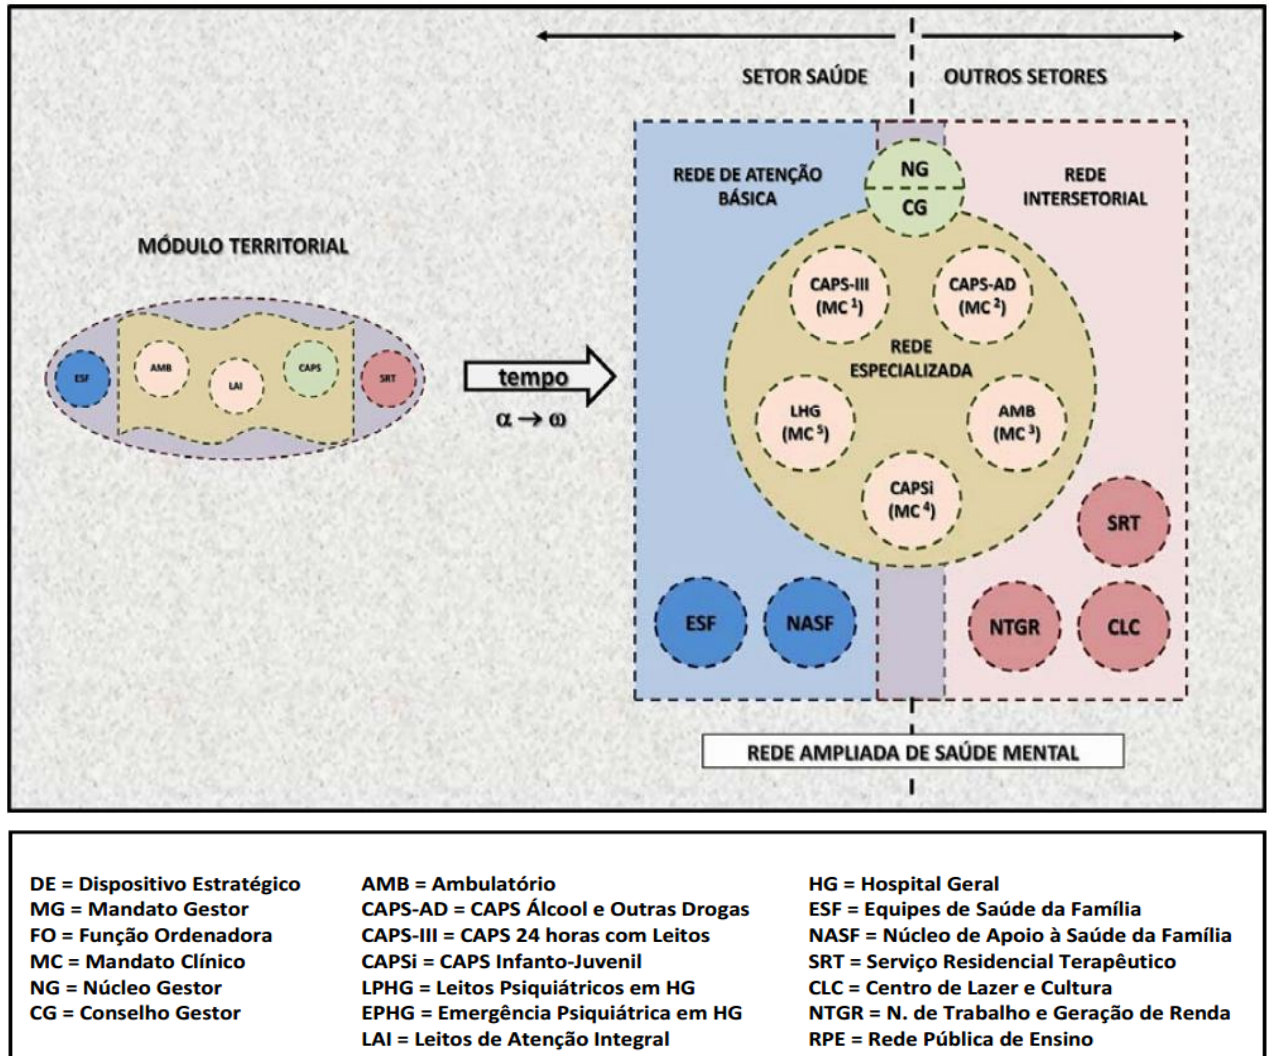 SETOR SAÚDE
OUTROS SETORES
MÓDULO TERRITORIAL
ESF
AMB
LAI
CAPS
SRT
tempo
α → ω
REDE DE ATENÇÃO
BÁSICA
NG
CG
REDE
INTERSETORIAL
CAPS-III
(MC ¹)
CAPS-AD
(MC ²)
REDE
ESPECIALIZADA
LHG
(MC ⁵)
AMB
(MC ³)
CAPSi
(MC ⁴)
SRT
ESF
NASF
NTGR
CLC
REDE AMPLIADA DE SAÚDE MENTAL
DE = Dispositivo Estratégico
MG = Mandato Gestor
FO = Função Ordenadora
MC = Mandato Clínico
NG = Núcleo Gestor
CG = Conselho Gestor
AMB = Ambulatório
CAPS-AD = CAPS Álcool e Outras Drogas
CAPS-III = CAPS 24 horas com Leitos
CAPSi = CAPS Infanto-Juvenil
LPHG = Leitos Psiquiátricos em HG
EPHG = Emergência Psiquiátrica em HG
LAI = Leitos de Atenção Integral
HG = Hospital Geral
ESF = Equipes de Saúde da Família
NASF = Núcleo de Apoio à Saúde da Família
SRT = Serviço Residencial Terapêutico
CLC = Centro de Lazer e Cultura
NTGR = N. de Trabalho e Geração de Renda
RPE = Rede Pública de Ensino